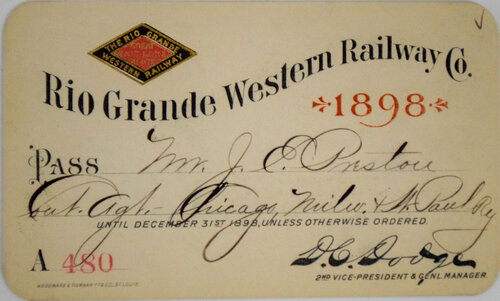 THE RIO GRANDE
WESTERN RAILWAY
Rio Grande Western Railway Co.
1898
PASS Mr. J. E. Preston
Agt. - Chicago, Milw. & St. Paul Ry
UNTIL DECEMBER 31ST 1898, UNLESS OTHERWISE ORDERED.
A 480
D.C. Dodge
2ND VICE-PRESIDENT & GENL. MANAGER.